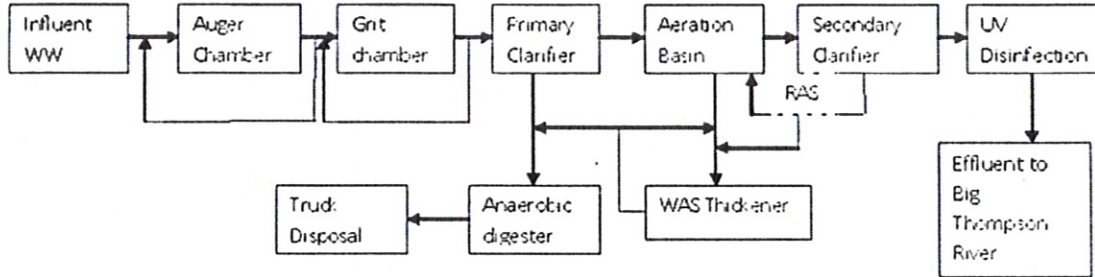 Influent
WW
Auger
Chamber
Grit
chamber
Primary
Clarifier
Aeration
Basin
Secondary
Clarifier
UV
Disinfection
RAS
Truck
Disposal
Anaerobic
digester
WAS Thickener
Effluent to
Big
Thompson
River